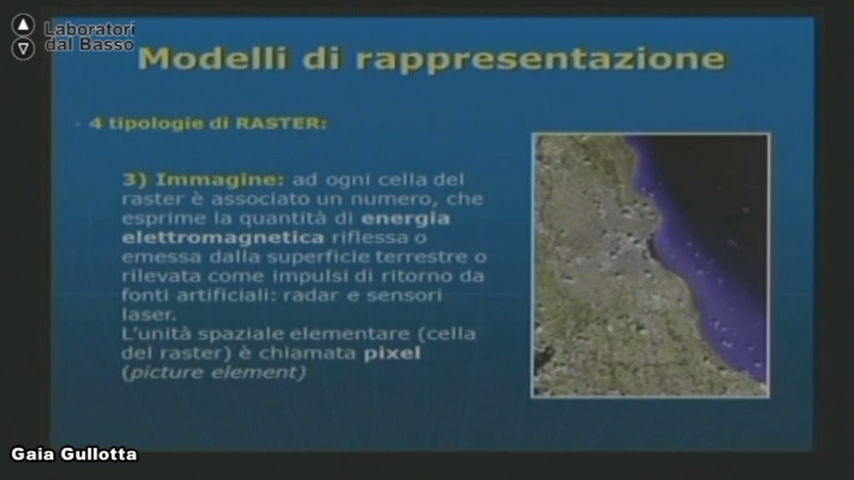 Laboratori
dal Basso
Modelli di rappresentazione
- 4 tipologie di RASTER:
3) Immagine: ad ogni cella del
raster è associato un numero, che
esprime la quantità di energia
elettromagnetica riflessa o
emessa dalla superficie terrestre o
rilevata come impulsi di ritorno da
fonti artificiali: radar e sensori
laser.
L'unità spaziale elementare (cella
del raster) è chiamata pixel
(picture element)
Gaia Gullotta